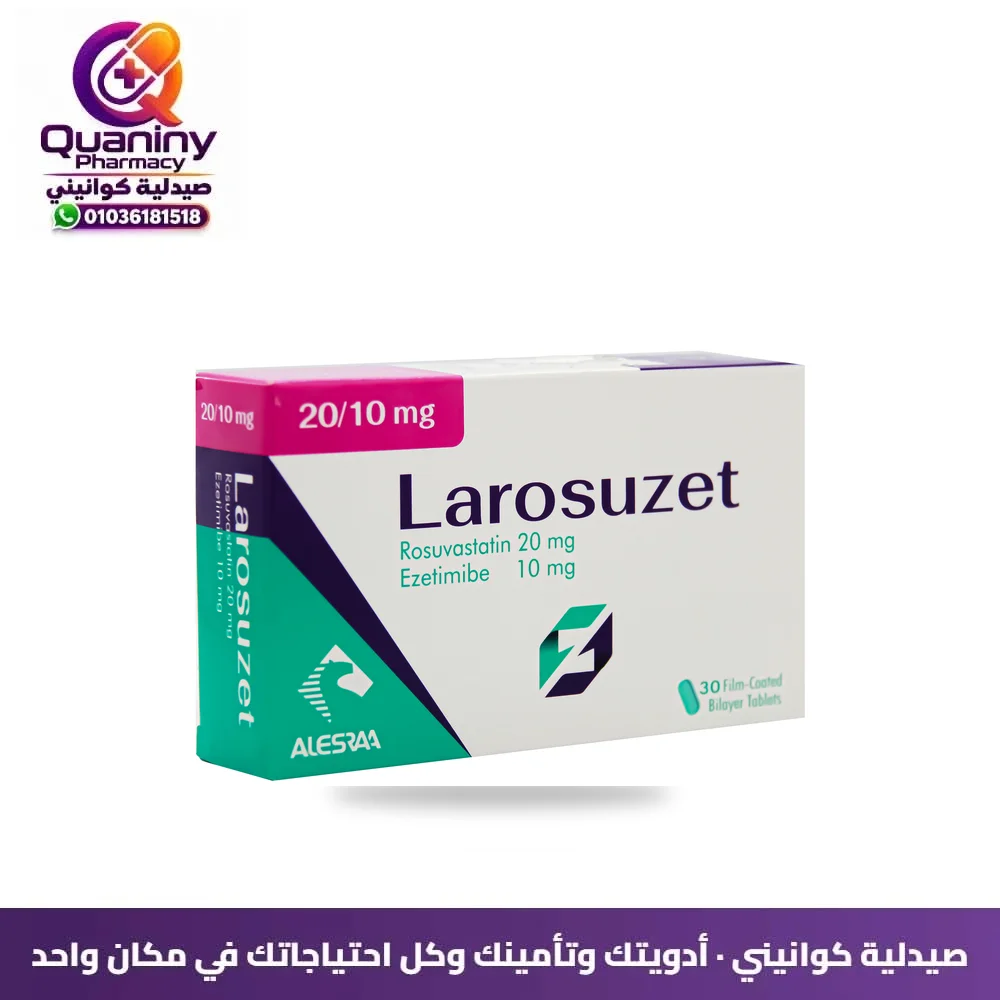 Quaniny
Pharmacy
صيدلية كوانيني
01036181518
20/10 mg
20/10 mg
Larosuzet
Rosuvastatin 20 mg
Ezetimibe 10 mg
Larosuzet
Rosuvastatin 20 mg
Ezetimibe 10 mg
Z
ALESRAA
30 Film-Coated
Bilayer Tablets
صيدلية كوانيني · أدويتك وتأمينك وكل احتياجاتك في مكان واحد